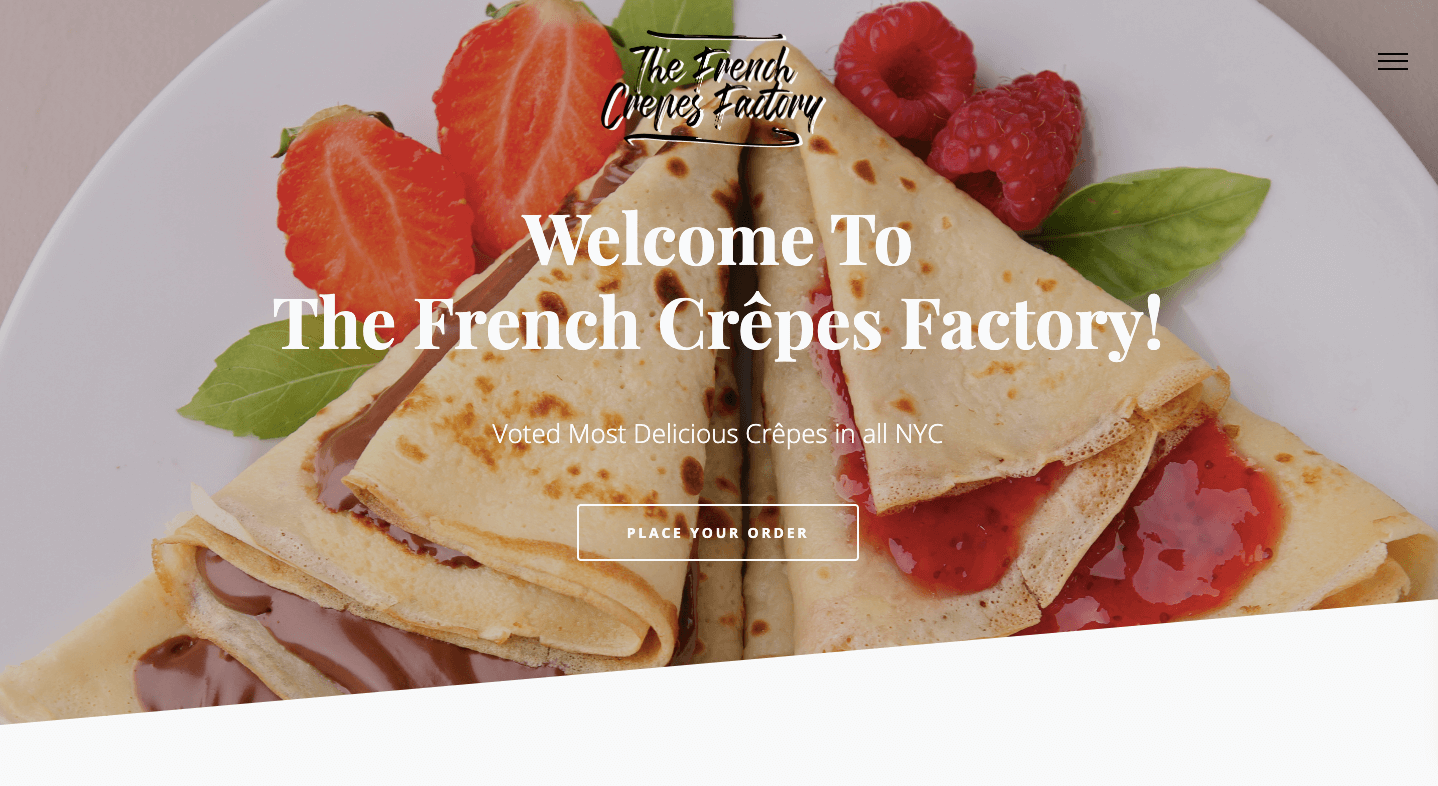 The French
Crepes Factory
Welcome To
The French Crêpes Factory!
Voted Most Delicious Crêpes in all NYC
PLACE YOUR ORDER